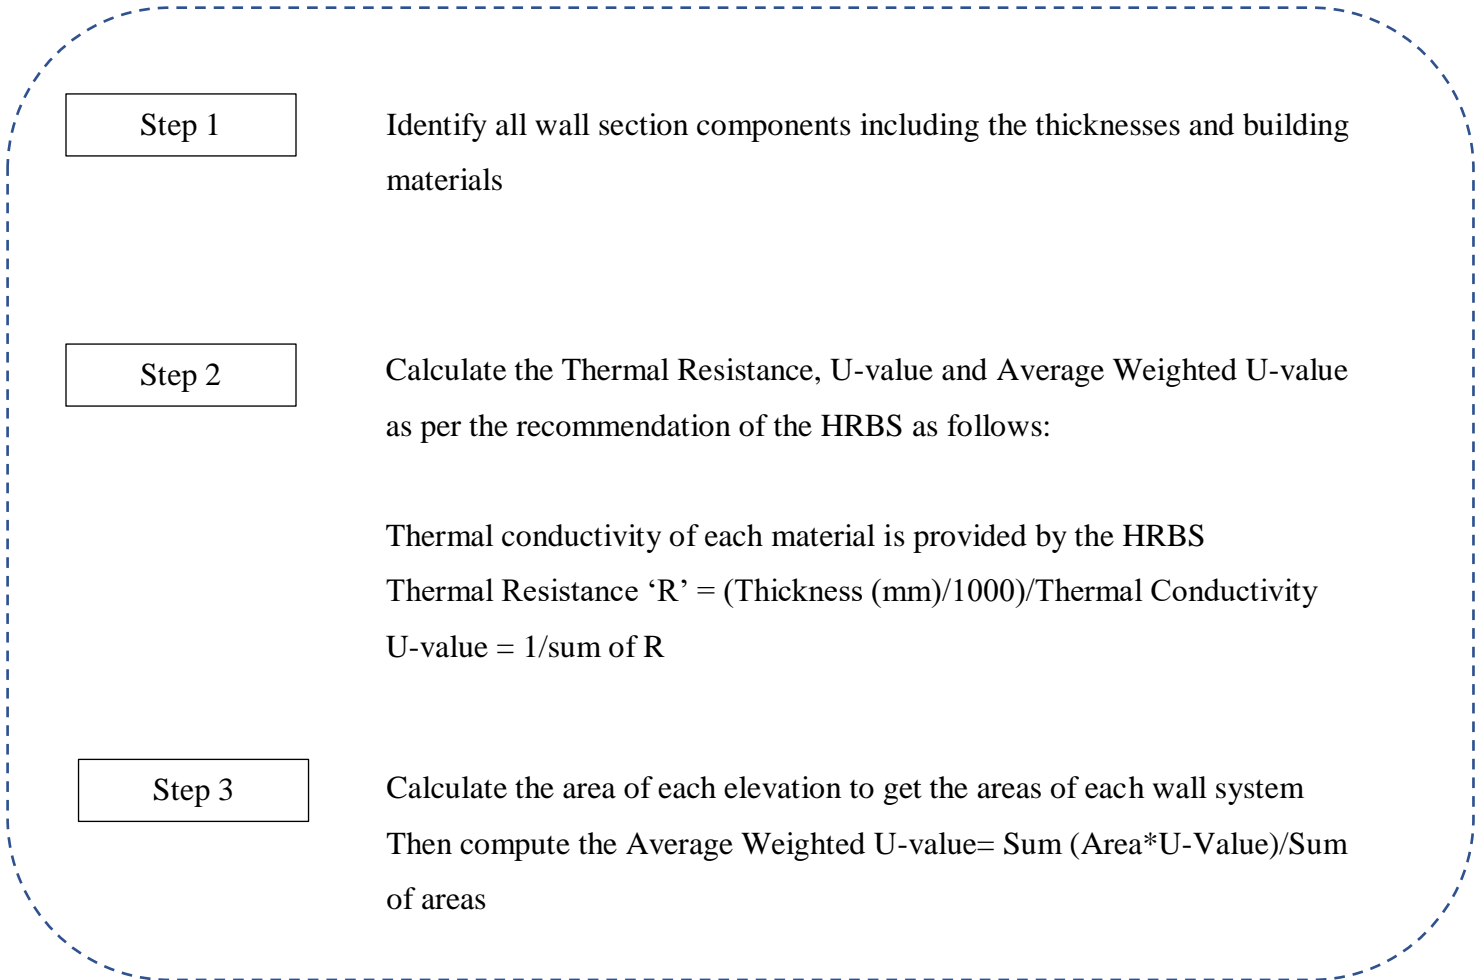 Step 1
Identify all wall section components including the thicknesses and building
materials
Step 2
Calculate the Thermal Resistance, U-value and Average Weighted U-value
as per the recommendation of the HRBS as follows:
Thermal conductivity of each material is provided by the HRBS
Thermal Resistance ‘R’ = (Thickness (mm)/1000)/Thermal Conductivity
U-value = 1/sum of R
Step 3
Calculate the area of each elevation to get the areas of each wall system
Then compute the Average Weighted U-value= Sum (Area*U-Value)/Sum
of areas